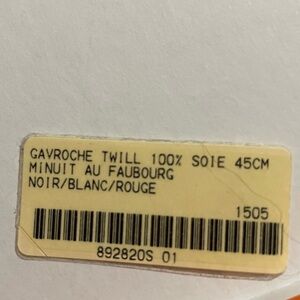 GAVROCHE TWILL 100% SOIE 45CM
MINUIT AU FAUBOURG
NOIR/BLANC/ROUGE
1505
892820S 01